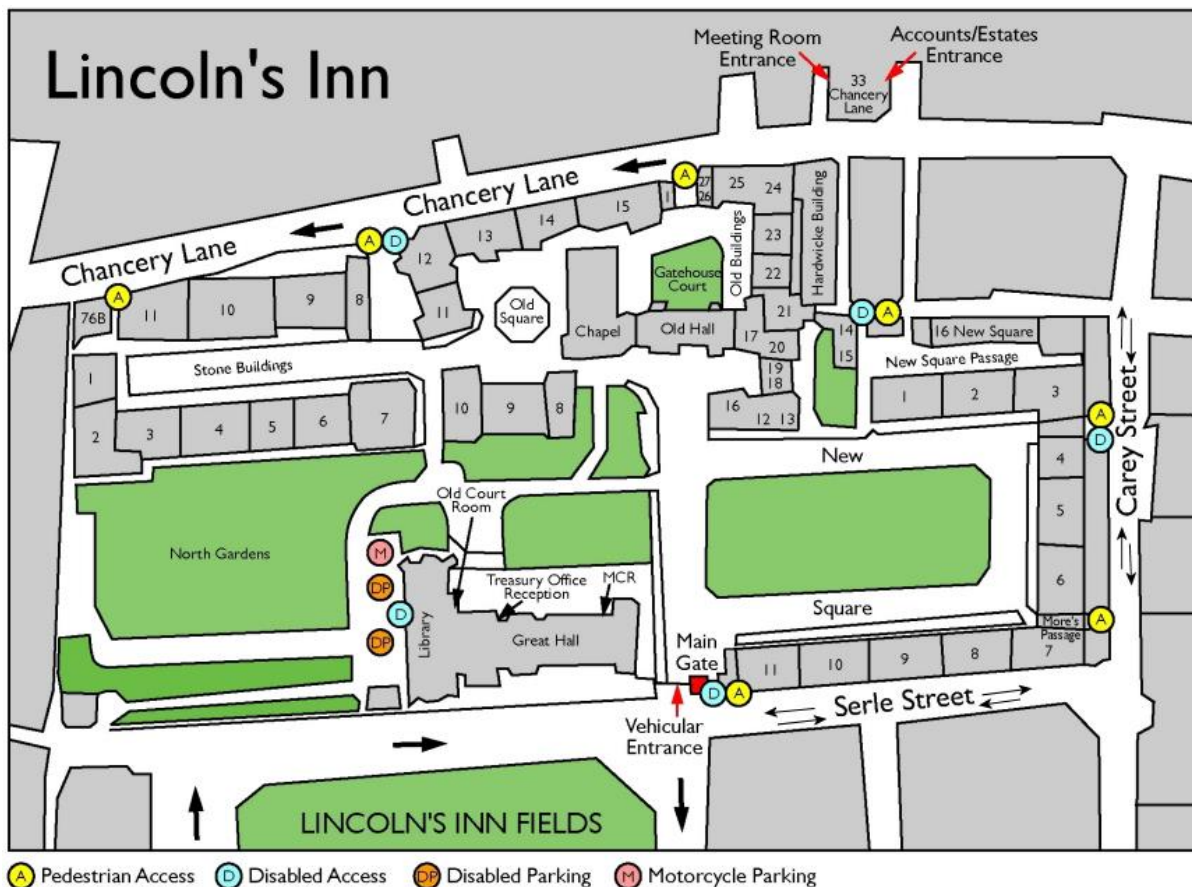 Lincoln's Inn
Meeting Room
Entrance
Accounts/Estates
Entrance
33
Chancery
Lane
Chancery Lane
Chancery Lane
A
27
26
25
24
23
22
21
Hardwicke Building
Old Buildings
1
15
14
13
12
11
A
D
Gatehouse
Court
Old
Square
Chapel
Old Hall
17
20
19
18
16
12
13
14
15
D
A
16 New Square
New Square Passage
1
2
3
A
D
4
5
6
Carey Street
A
76B
11
10
9
8
Stone Buildings
1
2
3
4
5
6
7
10
9
8
New
Square
Old Court
Room
North Gardens
M
DP
D
DP
Treasury Office
Reception
MCR
Library
Great Hall
Main
Gate
D
A
11
10
9
8
7
More's
Passage
A
Serle Street
Vehicular
Entrance
LINCOLN'S INN FIELDS
A Pedestrian Access
D Disabled Access
DP Disabled Parking
M Motorcycle Parking